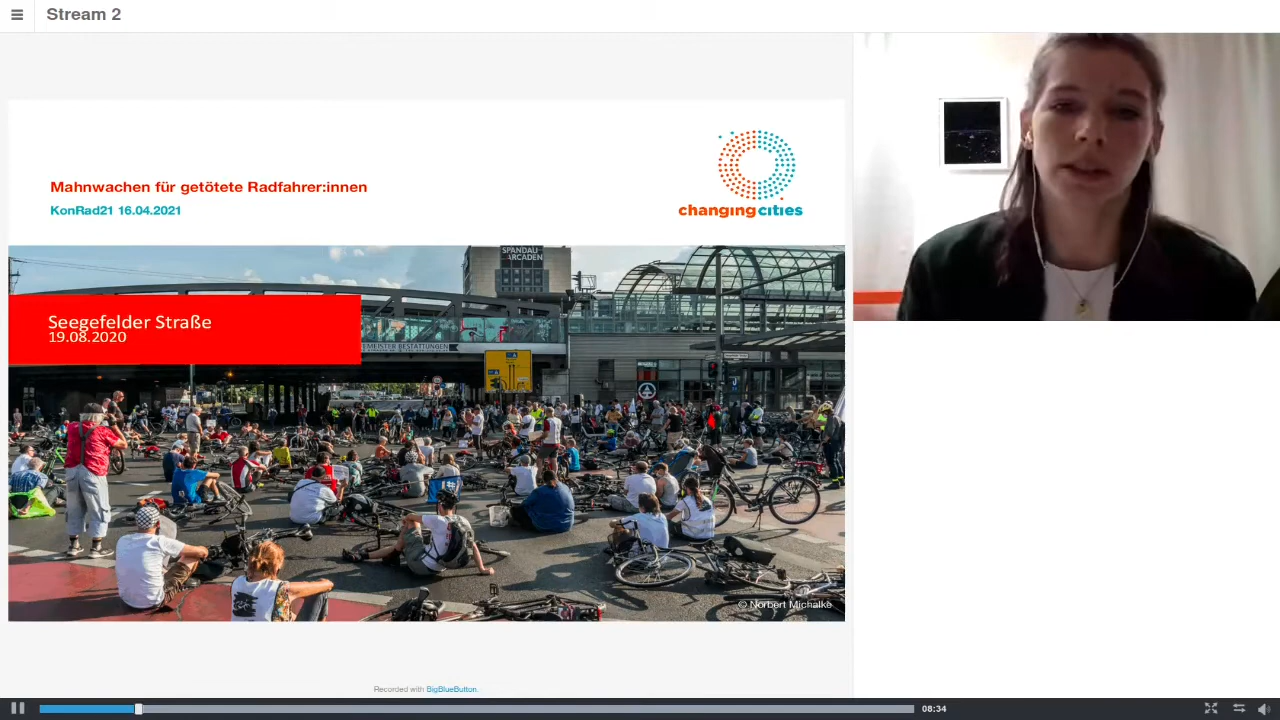 Stream 2
Mahnwachen für getötete Radfahrer:innen
KonRad21 16.04.2021
changing cities
SPANDAU
ARCADEN
Seegefelder Straße
19.08.2020
MEISTER BESTATTUNGEN
© Norbert Michalke
Recorded with BigBlueButton.
08:34